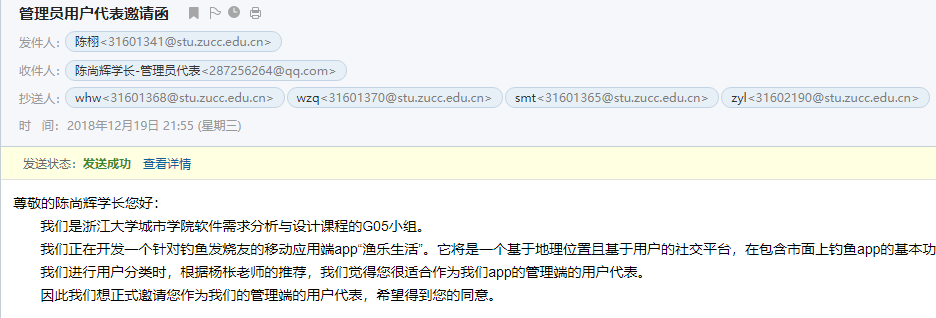 管理员用户代表邀请函
发件人：陈栩<31601341@stu.zucc.edu.cn>
收件人：陈尚辉学长-管理员代表<287256264@qq.com>
抄送人：whw<31601368@stu.zucc.edu.cn> wzq<31601370@stu.zucc.edu.cn> smt<31601365@stu.zucc.edu.cn> zyl<31602190@stu.zucc.edu.cn>
时 间：2018年12月19日 21:55 (星期三)
发送状态：发送成功 查看详情
尊敬的陈尚辉学长您好：
我们是浙江大学城市学院软件需求分析与设计课程的G05小组。
我们正在开发一个针对钓鱼发烧友的移动应用端app“渔乐生活”。它将是一个基于地理位置且基于用户的社交平台，在包含市面上钓鱼app的基本功
我们进行用户分类时，根据杨枨老师的推荐，我们觉得您很适合作为我们app的管理端的用户代表。
因此我们想正式邀请您作为我们的管理端的用户代表，希望得到您的同意。